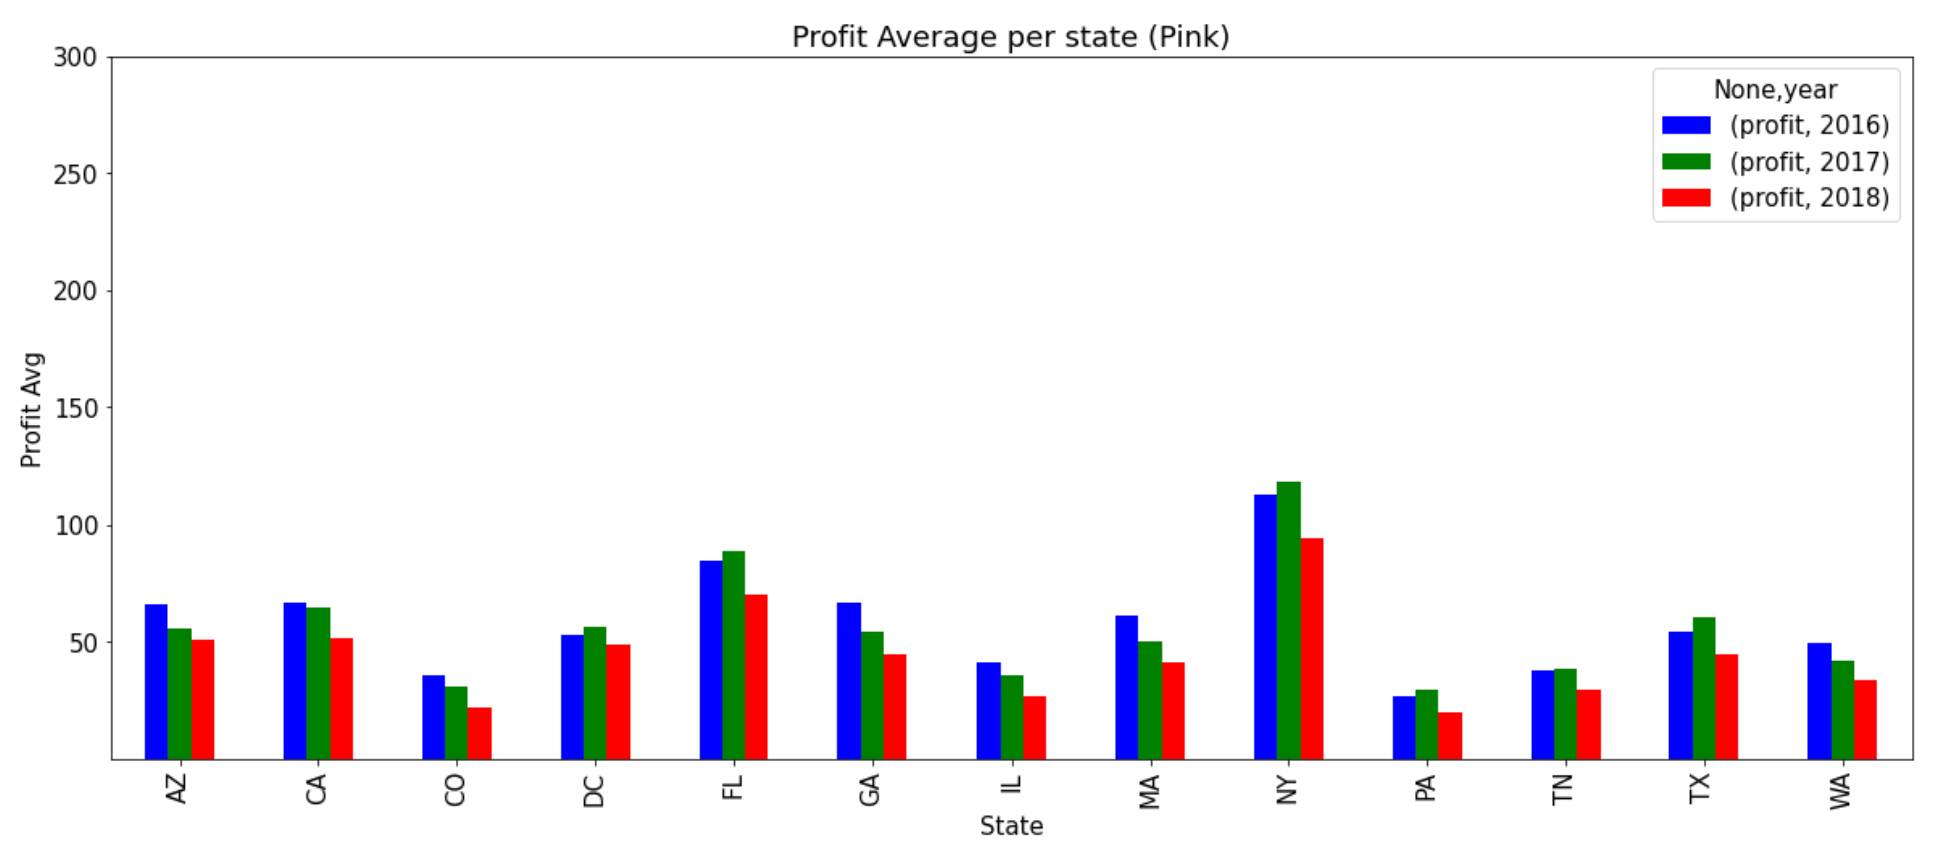 Profit Average per state (Pink)
300
250
200
150
100
50
Profit Avg
None,year
(profit, 2016)
(profit, 2017)
(profit, 2018)
AZ CA CO DC FL GA IL MA NY PA TN TX WA
State